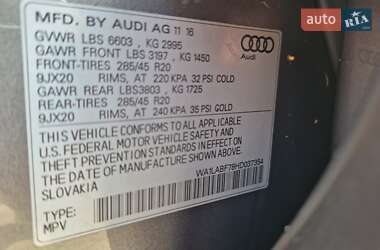 AUTO RIA.com
MFD. BY AUDI AG 11 16
GVWR LBS 6603 , KG 2995
GAWR FRONT LBS 3197 , KG 1450
FRONT-TIRES 285/45 R20
9JX20 RIMS, AT 220 KPA 32 PSI COLD
GAWR REAR LBS3803 , KG 1725
REAR-TIRES 285/45 R20
9JX20 RIMS, AT 240 KPA 35 PSI COLD
Audi
THIS VEHICLE CONFORMS TO ALL APPLICABLE
U.S. FEDERAL MOTOR VEHICLE SAFETY
STANDARDS IN EFFECT ON
THE DATE OF MANUFACTURE SHOWN ABOVE.
SLOVAKIA WA1LABF76HD037354
TYPE:
MPV